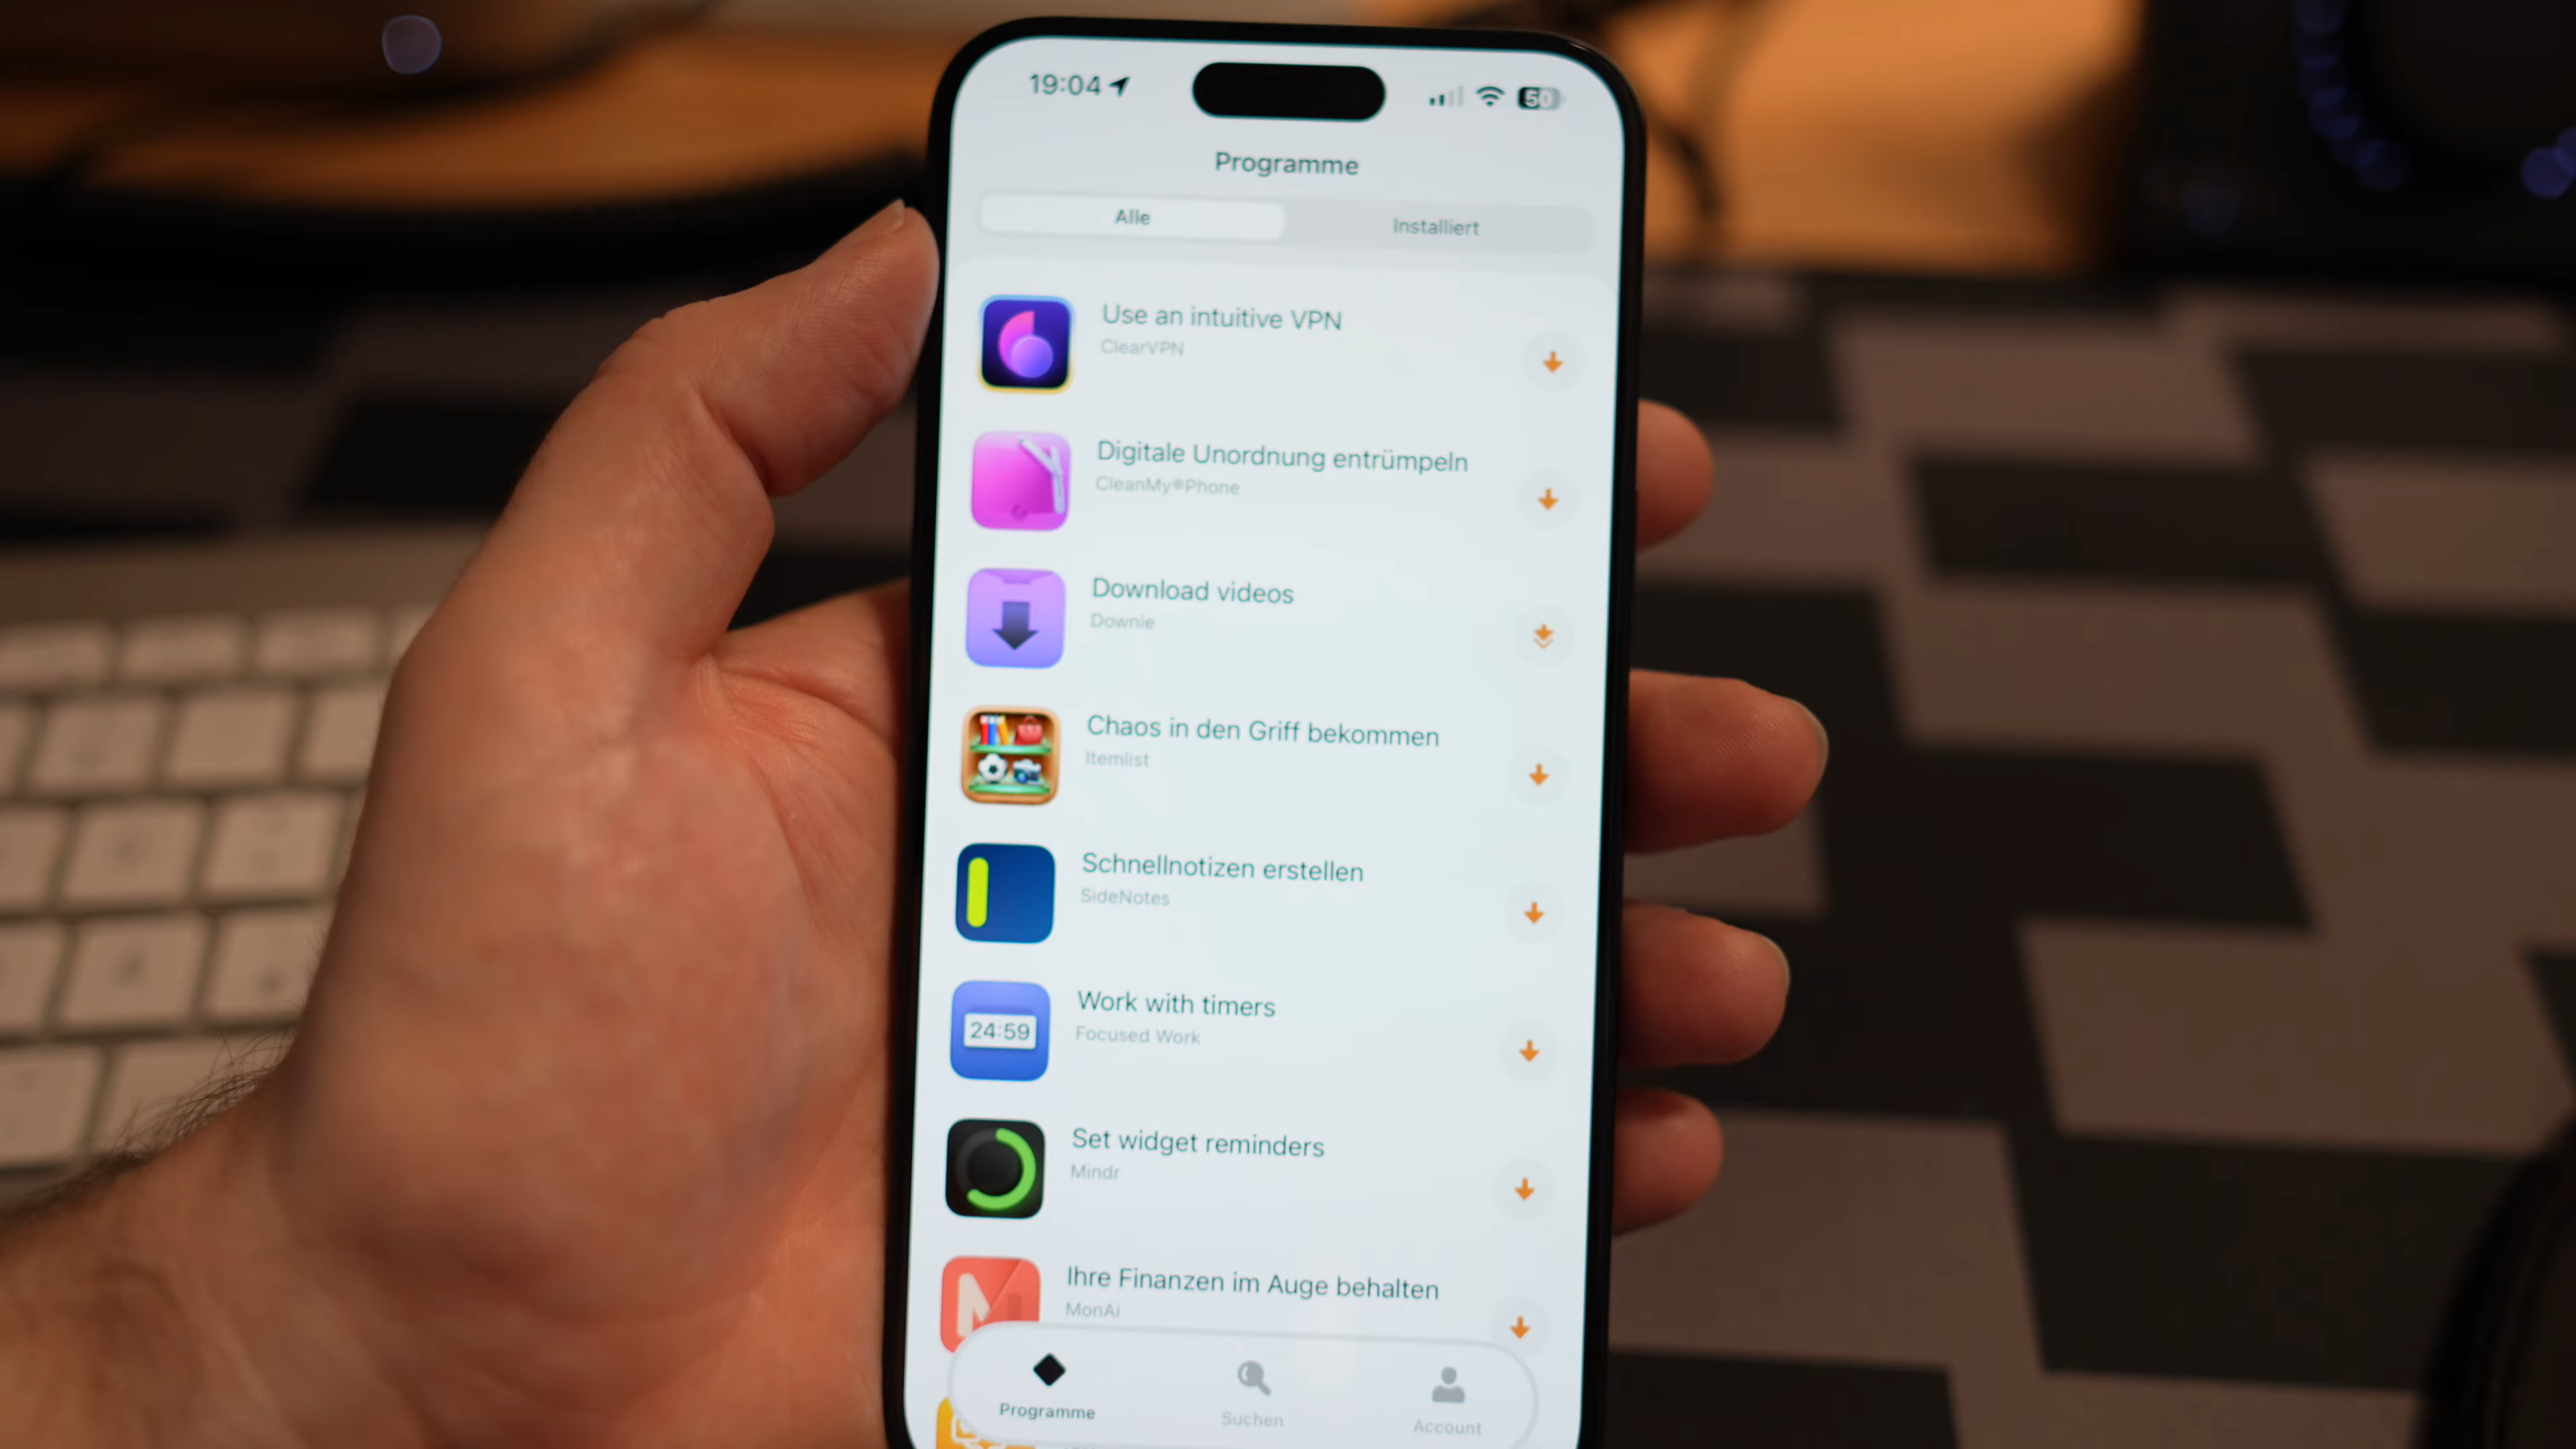 19:04
50
Programme
Alle
Installiert
Use an intuitive VPN
ClearVPN
Digitale Unordnung entrümpeln
CleanMy®Phone
Download videos
Downie
Chaos in den Griff bekommen
Itemlist
Schnellnotizen erstellen
SideNotes
Work with timers
Focused Work
24:59
Set widget reminders
Mindr
Ihre Finanzen im Auge behalten
MonAi
Programme
Suchen
Account